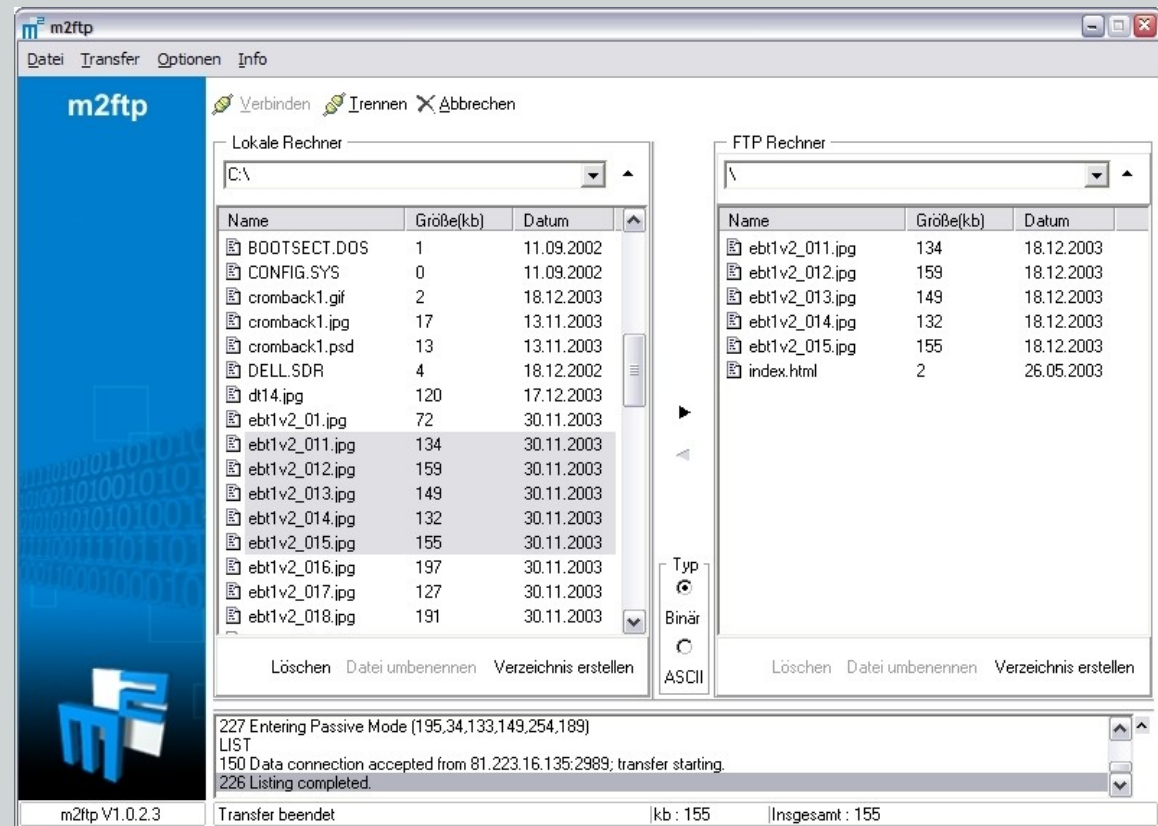 m2ftp
Datei Transfer Optionen Info
m2ftp
Verbinden Trennen Abbrechen
Lokale Rechner
C:\
Name Größe(kb) Datum
BOOTSECT.DOS 1 11.09.2002
CONFIG.SYS 0 11.09.2002
cromback1.gif 2 18.12.2003
cromback1.jpg 17 13.11.2003
cromback1.psd 13 13.11.2003
DELL.SDR 4 18.12.2002
dt14.jpg 120 17.12.2003
ebt1v2_01.jpg 72 30.11.2003
ebt1v2_011.jpg 134 30.11.2003
ebt1v2_012.jpg 159 30.11.2003
ebt1v2_013.jpg 149 30.11.2003
ebt1v2_014.jpg 132 30.11.2003
ebt1v2_015.jpg 155 30.11.2003
ebt1v2_016.jpg 197 30.11.2003
ebt1v2_017.jpg 127 30.11.2003
ebt1v2_018.jpg 191 30.11.2003
Löschen Datei umbenennen Verzeichnis erstellen
Typ
Binär
ASCII
FTP Rechner
\
Name Größe(kb) Datum
ebt1v2_011.jpg 134 18.12.2003
ebt1v2_012.jpg 159 18.12.2003
ebt1v2_013.jpg 149 18.12.2003
ebt1v2_014.jpg 132 18.12.2003
ebt1v2_015.jpg 155 18.12.2003
index.html 2 26.05.2003
Löschen Datei umbenennen Verzeichnis erstellen
227 Entering Passive Mode (195,34,133,149,254,189)
LIST
150 Data connection accepted from 81.223.16.135:2989; transfer starting.
226 Listing completed.
m2
m2ftp V1.0.2.3 Transfer beendet kb : 155 Insgesamt : 155